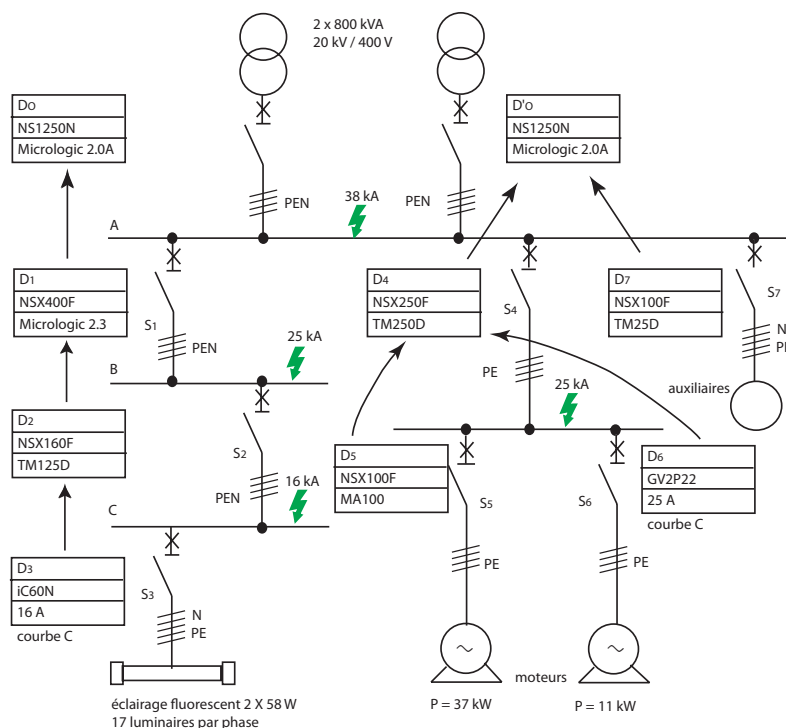 2 x 800 kVA
20 kV / 400 V
D0
NS1250N
Micrologic 2.0A
D'0
NS1250N
Micrologic 2.0A
PEN
38 kA
PEN
A
D1
NSX400F
Micrologic 2.3
S1
PEN
D4
NSX250F
TM250D
S4
D7
NSX100F
TM25D
S7
N
PE
25 kA
B
PE
25 kA
auxiliaires
D2
NSX160F
TM125D
S2
PEN
16 kA
C
D5
NSX100F
MA100
S5
PE
S6
PE
D6
GV2P22
25 A
courbe C
D3
iC60N
16 A
courbe C
S3
N
PE
~
~
moteurs
éclairage fluorescent 2 X 58 W
17 luminaires par phase
P = 37 kW
P = 11 kW